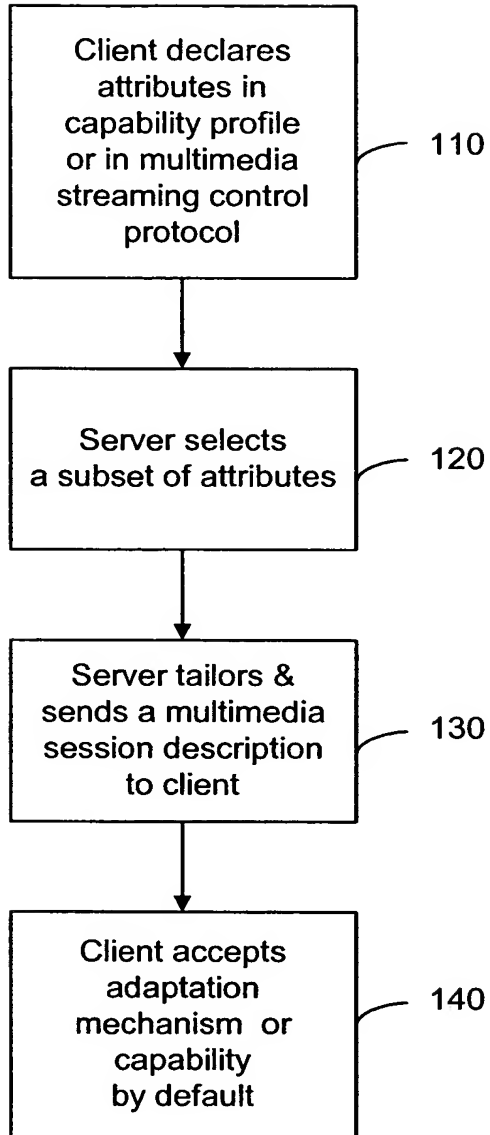 Client declares
attributes in
capability profile
or in multimedia
streaming control
protocol
110
Server selects
a subset of attributes
120
Server tailors &
sends a multimedia
session description
to client
130
Client accepts
adaptation
mechanism or
capability
by default
140